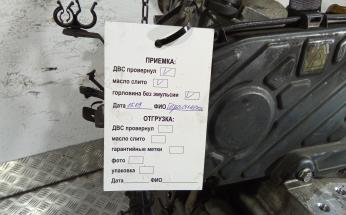 ПРИЕМКА:
ДВС провернул
масло слито
горловина без эмульсии
Дата ФИО
ОТГРУЗКА:
ДВС провернул
масло слито
гарантийные метки
фото
упаковка
Дата ФИО